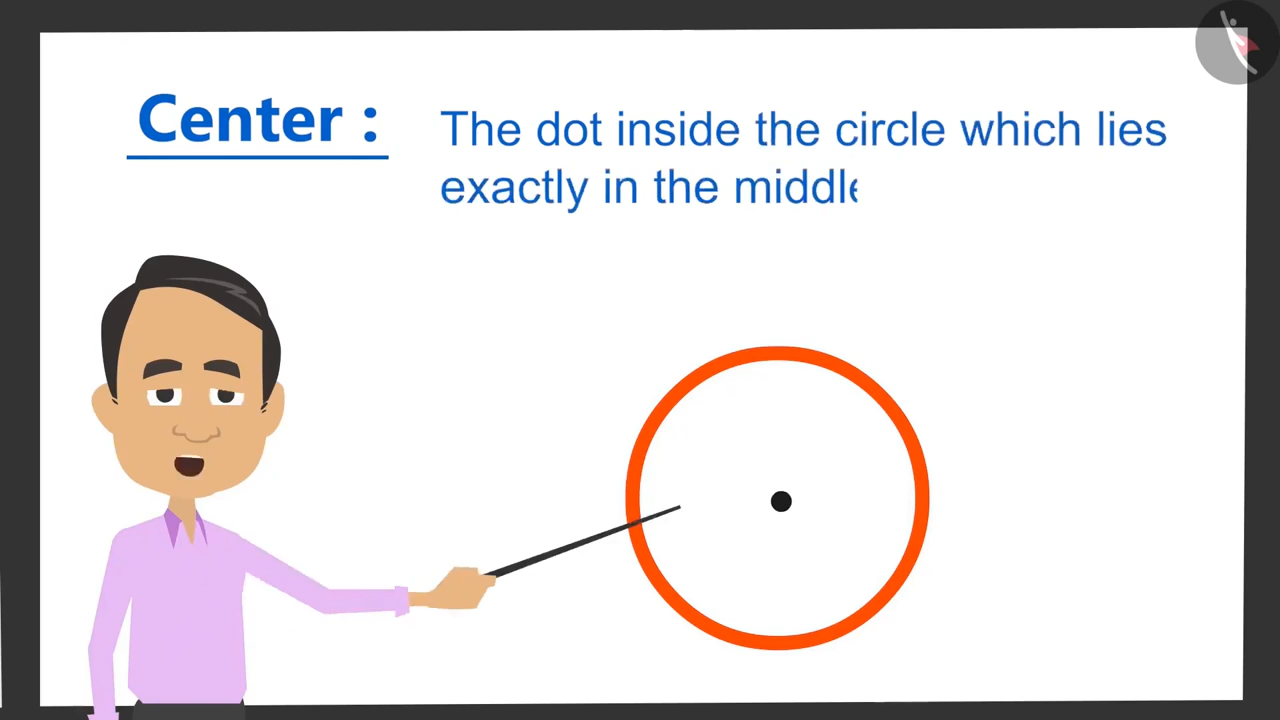 Center :
The dot inside the circle which lies
exactly in the middl